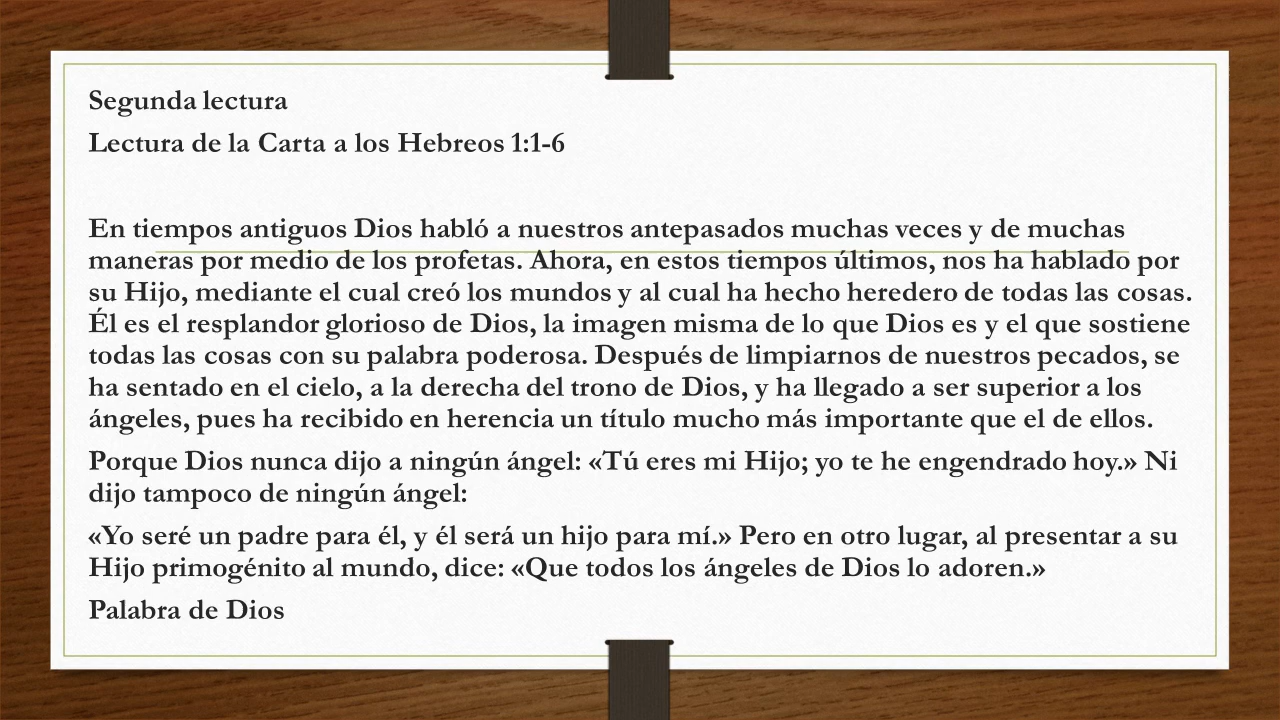 Segunda lectura
Lectura de la Carta a los Hebreos 1:1-6
En tiempos antiguos Dios habló a nuestros antepasados muchas veces y de muchas
maneras por medio de los profetas. Ahora, en estos tiempos últimos, nos ha hablado por
su Hijo, mediante el cual creó los mundos y al cual ha hecho heredero de todas las cosas.
Él es el resplandor glorioso de Dios, la imagen misma de lo que Dios es y el que sostiene
todas las cosas con su palabra poderosa. Después de limpiarnos de nuestros pecados, se
ha sentado en el cielo, a la derecha del trono de Dios, y ha llegado a ser superior a los
ángeles, pues ha recibido en herencia un título mucho más importante que el de ellos.
Porque Dios nunca dijo a ningún ángel: «Tú eres mi Hijo; yo te he engendrado hoy.» Ni
dijo tampoco de ningún ángel:
«Yo seré un padre para él, y él será un hijo para mí.» Pero en otro lugar, al presentar a su
Hijo primogénito al mundo, dice: «Que todos los ángeles de Dios lo adoren.»
Palabra de Dios